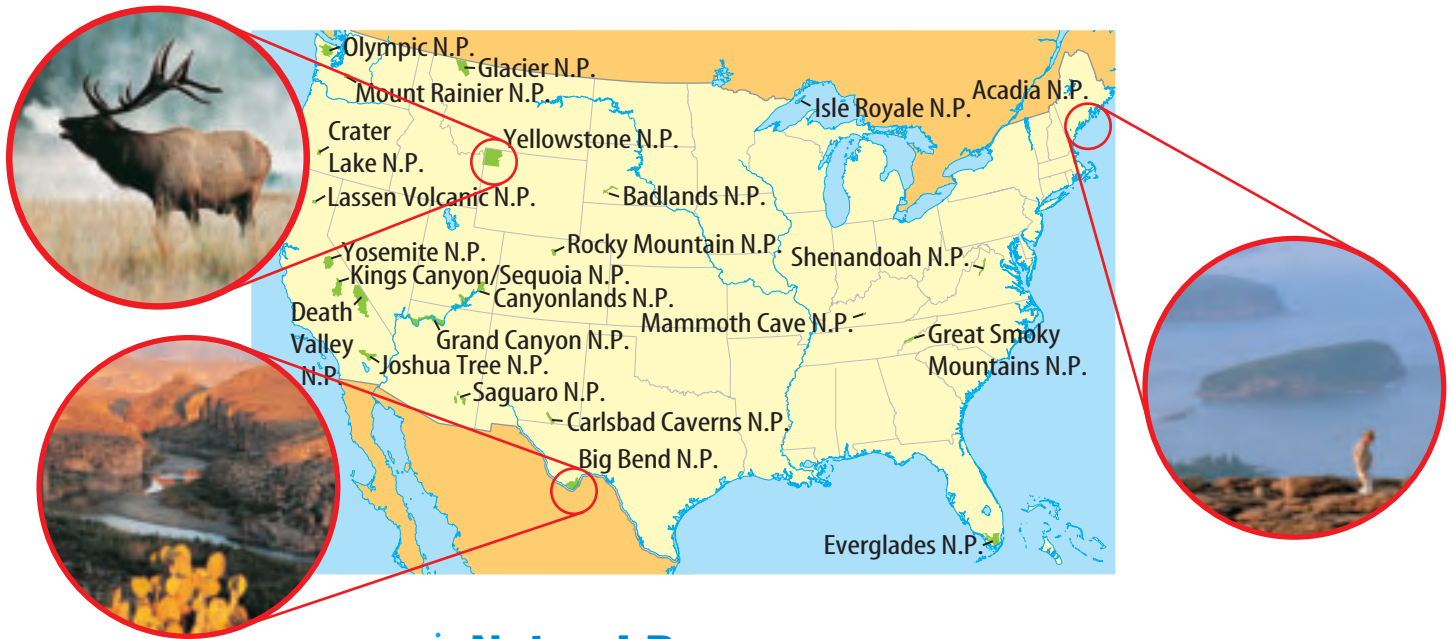 Olympic N.P.
Glacier N.P.
Mount Rainier N.P.
Acadia N.P.
Isle Royale N.P.
Crater
Lake N.P.
Yellowstone N.P.
Lassen Volcanic N.P.
Badlands N.P.
Yosemite N.P.
Rocky Mountain N.P.
Shenandoah N.P.
Kings Canyon/Sequoia N.P.
Canyonlands N.P.
Death
Valley
N.P.
Mammoth Cave N.P.
Grand Canyon N.P.
Great Smoky
Mountains N.P.
Joshua Tree N.P.
Saguaro N.P.
Carlsbad Caverns N.P.
Big Bend N.P.
Everglades N.P.